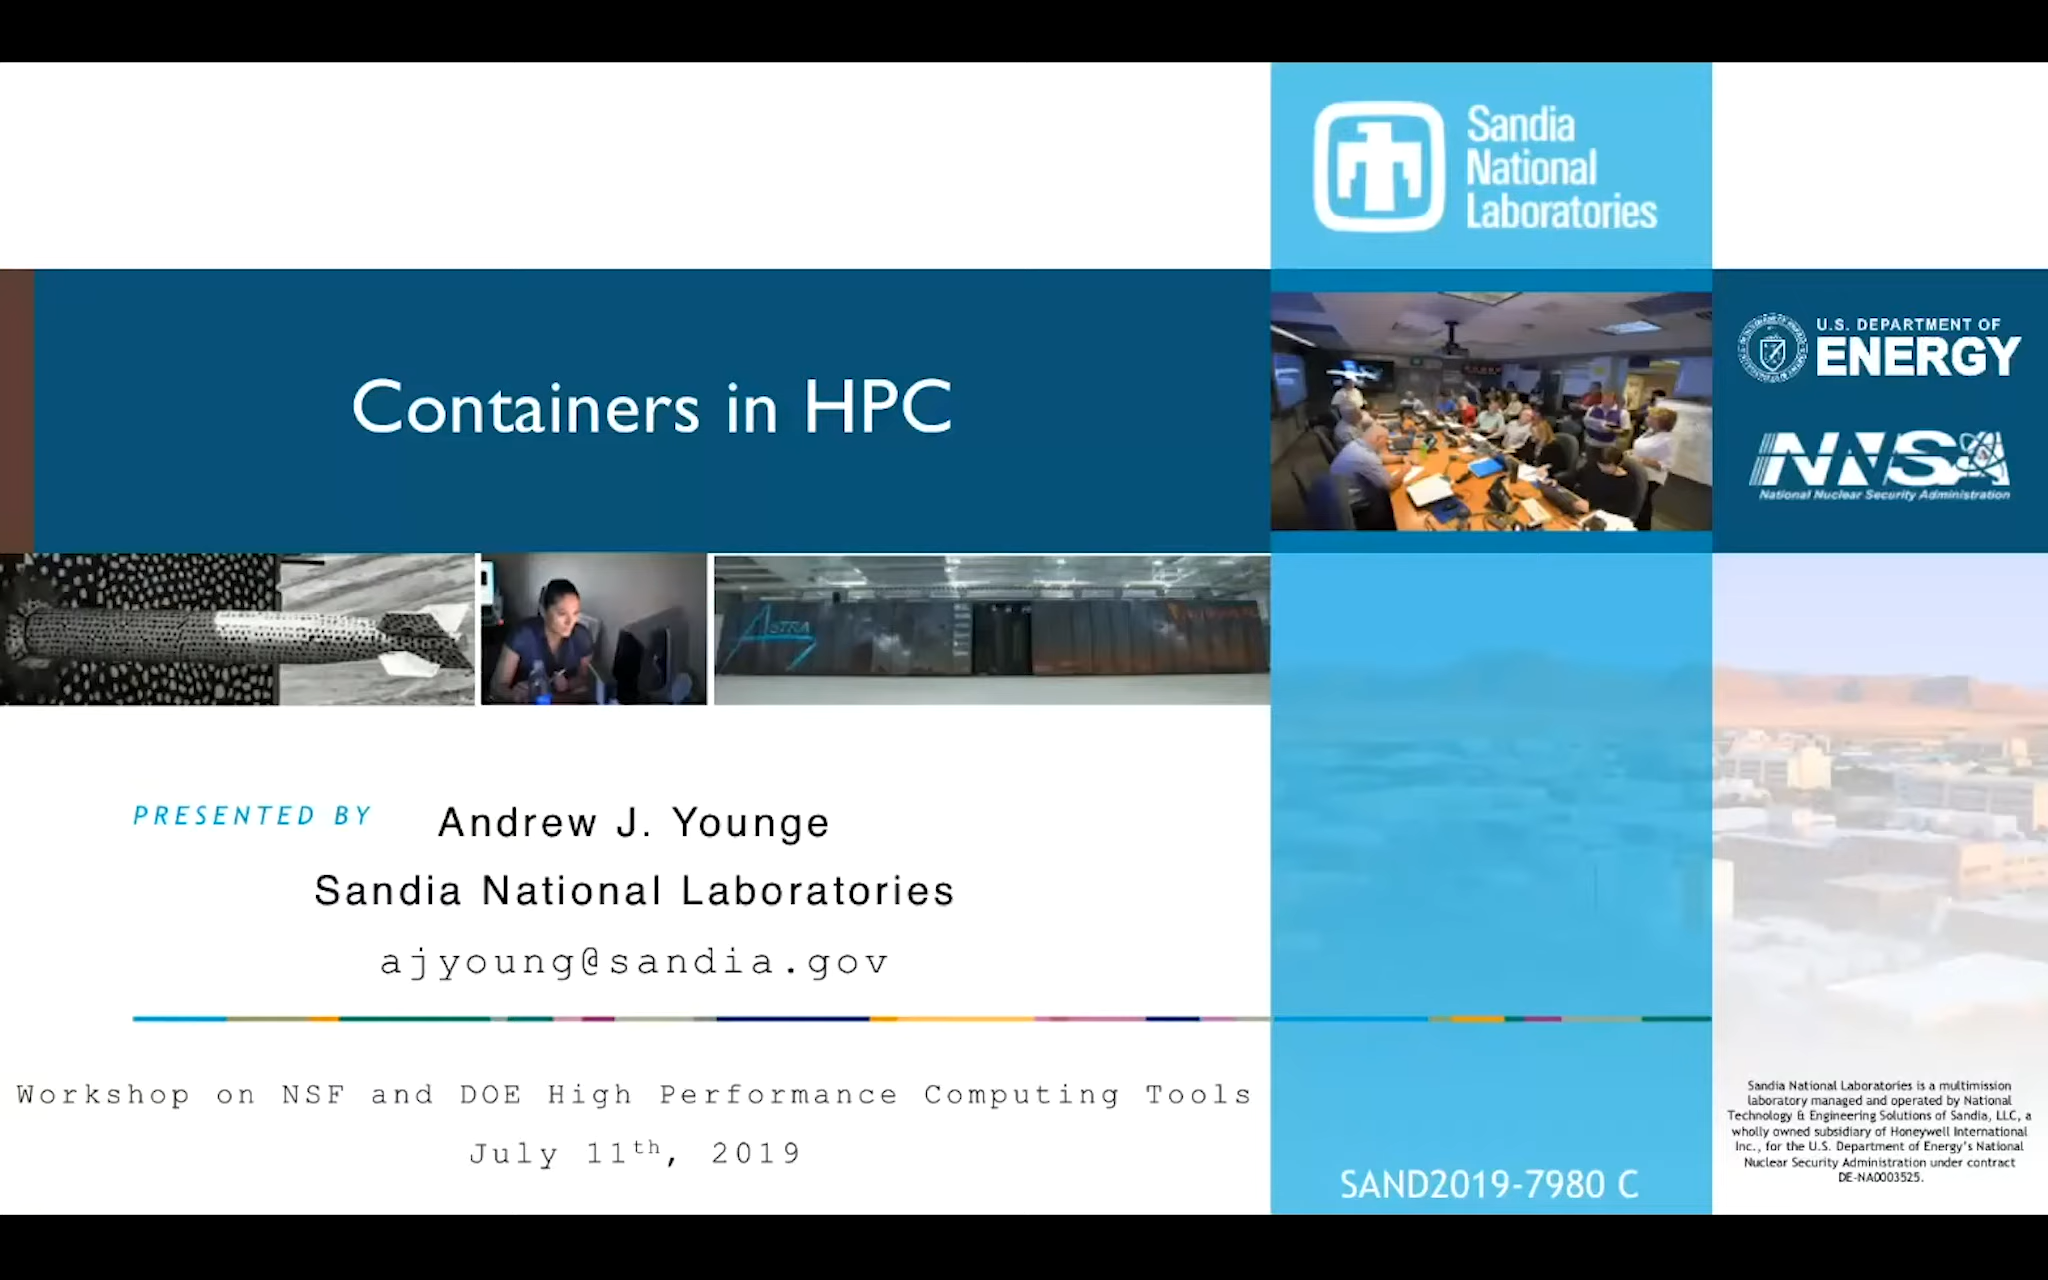 Sandia
National
Laboratories
Containers in HPC
U.S. DEPARTMENT OF
ENERGY
NNSA
National Nuclear Security Administration
ASTRA
PRESENTED BY Andrew J. Younge
Sandia National Laboratories
ajyoung@sandia.gov
Workshop on NSF and DOE High Performance Computing Tools
July 11th, 2019
SAND2019-7980 C
Sandia National Laboratories is a multimission
laboratory managed and operated by National
Technology & Engineering Solutions of Sandia, LLC, a
wholly owned subsidiary of Honeywell International
Inc., for the U.S. Department of Energy's National
Nuclear Security Administration under contract
DE-NA0003525.